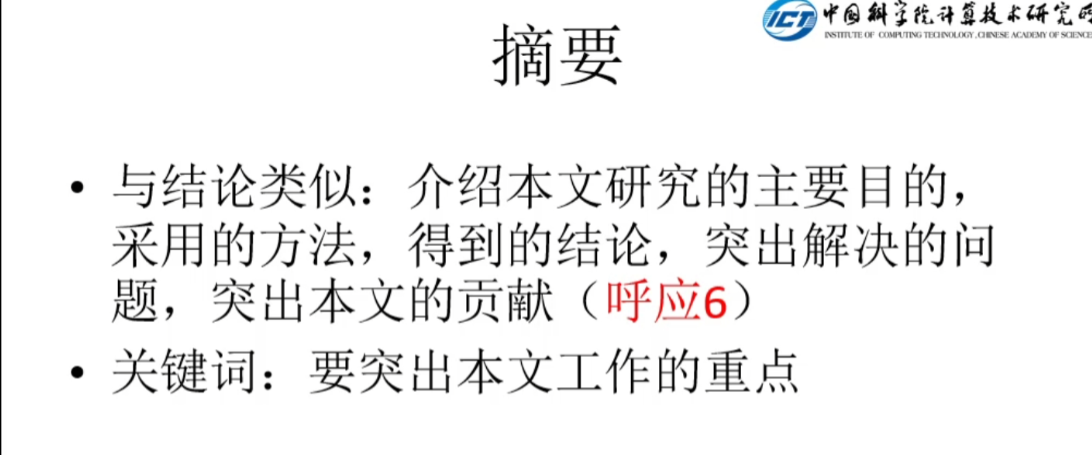 ICT 中国科学院计算技术研究所
INSTITUTE OF COMPUTING TECHNOLOGY, CHINESE ACADEMY OF SCIENCE
摘要
• 与结论类似：介绍本文研究的主要目的，
采用的方法，得到的结论，突出解决的问
题，突出本文的贡献（呼应6）
• 关键词：要突出本文工作的重点